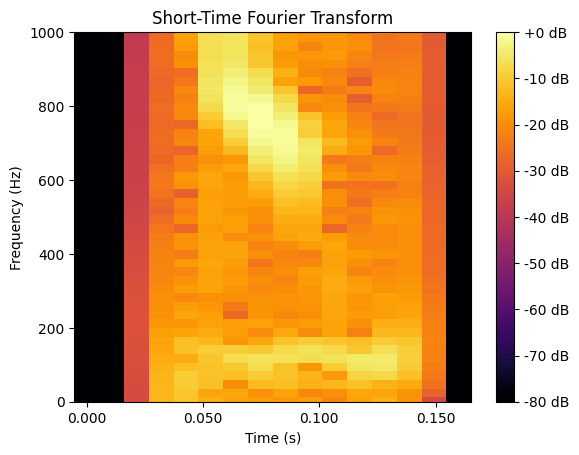 Short-Time Fourier Transform
1000
800
600
400
200
0
Frequency (Hz)
0.000
0.050
0.100
0.150
Time (s)
+0 dB
-10 dB
-20 dB
-30 dB
-40 dB
-50 dB
-60 dB
-70 dB
-80 dB